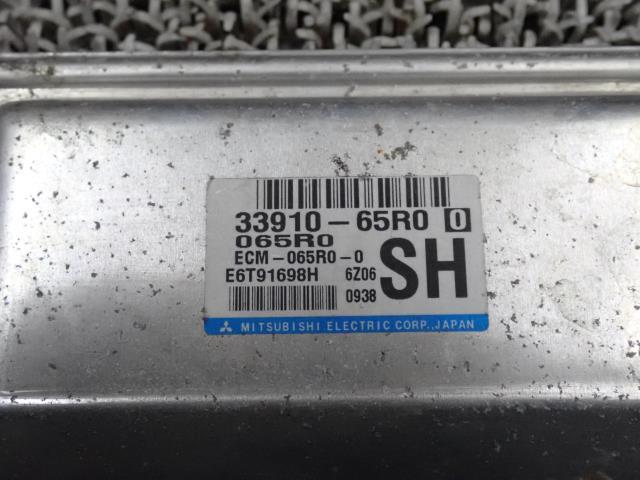 33910-65R0 0
065R0
ECM-065R0-0
E6T91698H 6Z06
SH
0938
MITSUBISHI ELECTRIC CORP., JAPAN